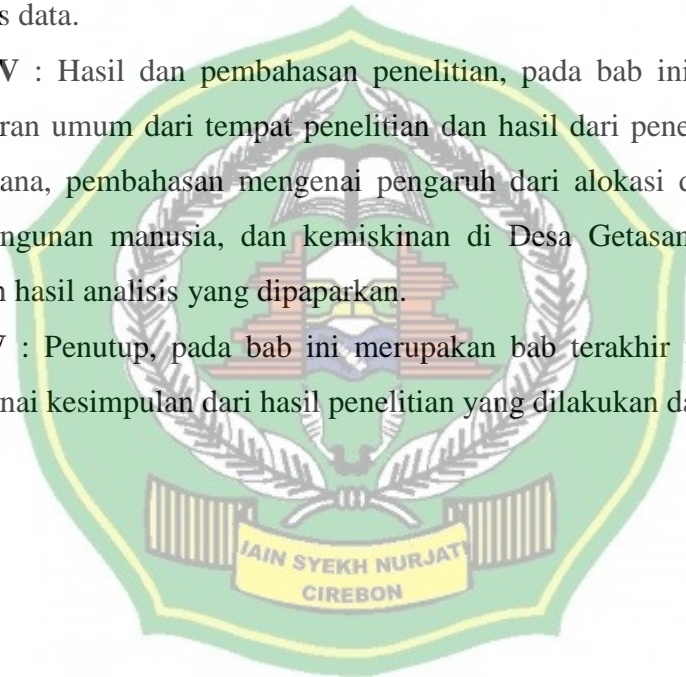 s data.
V : Hasil dan pembahasan penelitian, pada bab ini
ran umum dari tempat penelitian dan hasil dari pene
ana, pembahasan mengenai pengaruh dari alokasi d
ngunan manusia, dan kemiskinan di Desa Getasan
n hasil analisis yang dipaparkan.
V : Penutup, pada bab ini merupakan bab terakhir
nai kesimpulan dari hasil penelitian yang dilakukan da
IAIN SYEKH NURJATI
CIREBON